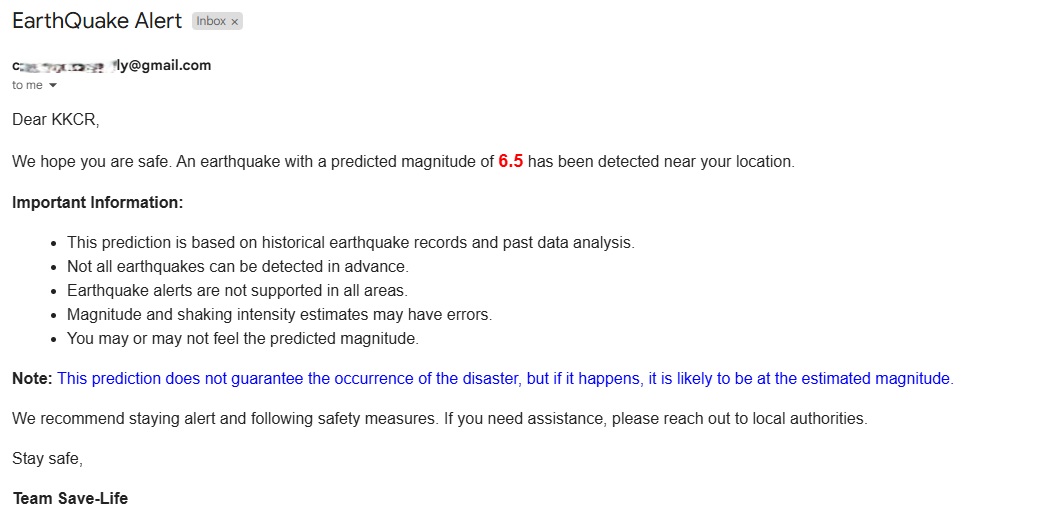 EarthQuake Alert Inbox ×
ly@gmail.com
to me
Dear KKCR,
We hope you are safe. An earthquake with a predicted magnitude of 6.5 has been detected near your location.
Important Information:
• This prediction is based on historical earthquake records and past data analysis.
• Not all earthquakes can be detected in advance.
• Earthquake alerts are not supported in all areas.
• Magnitude and shaking intensity estimates may have errors.
• You may or may not feel the predicted magnitude.
Note: This prediction does not guarantee the occurrence of the disaster, but if it happens, it is likely to be at the estimated magnitude.
We recommend staying alert and following safety measures. If you need assistance, please reach out to local authorities.
Stay safe,
Team Save-Life